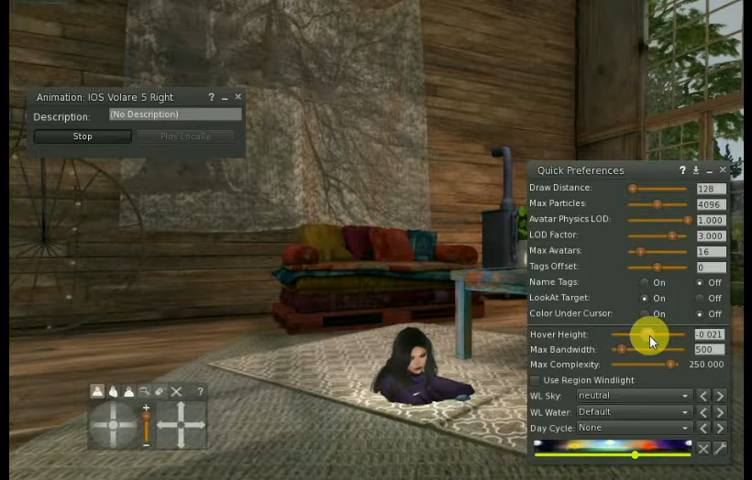 Animation: IOS Volare 5 Right ? _ ×
Description: (No Description)
Stop Play Locally
Quick Preferences ? _ ×
Draw Distance: 128
Max Particles: 4096
Avatar Physics LOD: 1.000
LOD Factor: 3.000
Max Avatars: 16
Tags Offset: 0
Name Tags: On Off
LookAt Target: On Off
Color Under Cursor: On Off
Hover Height: -0.021
Max Bandwidth: 500
Max Complexity: 250.000
Use Region Windlight
WL Sky: neutral
WL Water: Default
Day Cycle: None
?
+
-